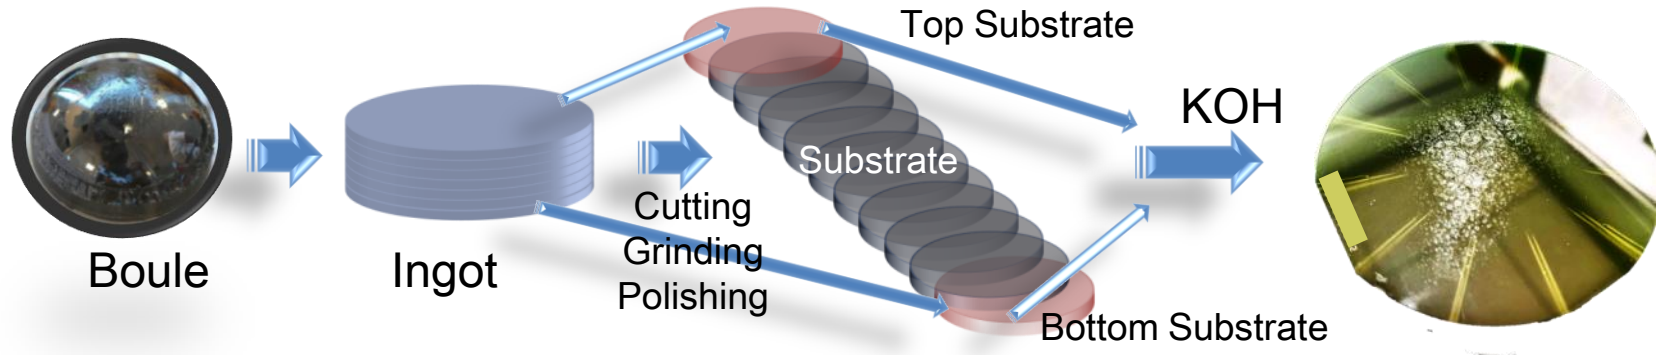 Boule
Ingot
Cutting
Grinding
Polishing
Substrate
Top Substrate
Bottom Substrate
KOH